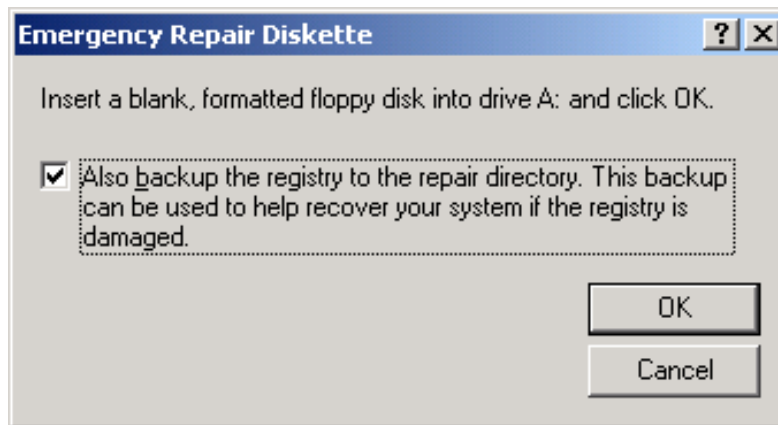 Emergency Repair Diskette
Insert a blank, formatted floppy disk into drive A: and click OK.
Also backup the registry to the repair directory. This backup
can be used to help recover your system if the registry is
damaged.
OK
Cancel